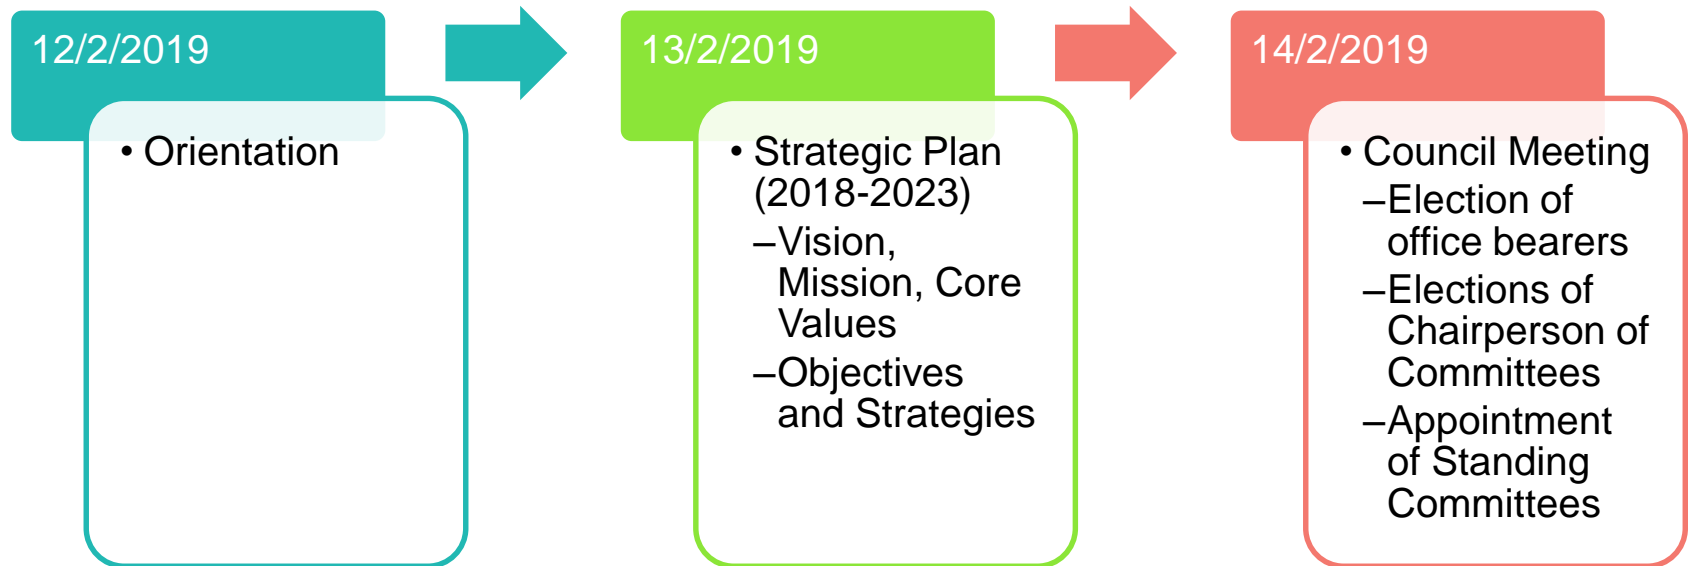 12/2/2019
• Orientation
13/2/2019
• Strategic Plan
(2018-2023)
–Vision,
Mission, Core
Values
–Objectives
and Strategies
14/2/2019
• Council Meeting
–Election of
office bearers
–Elections of
Chairperson of
Committees
–Appointment
of Standing
Committees